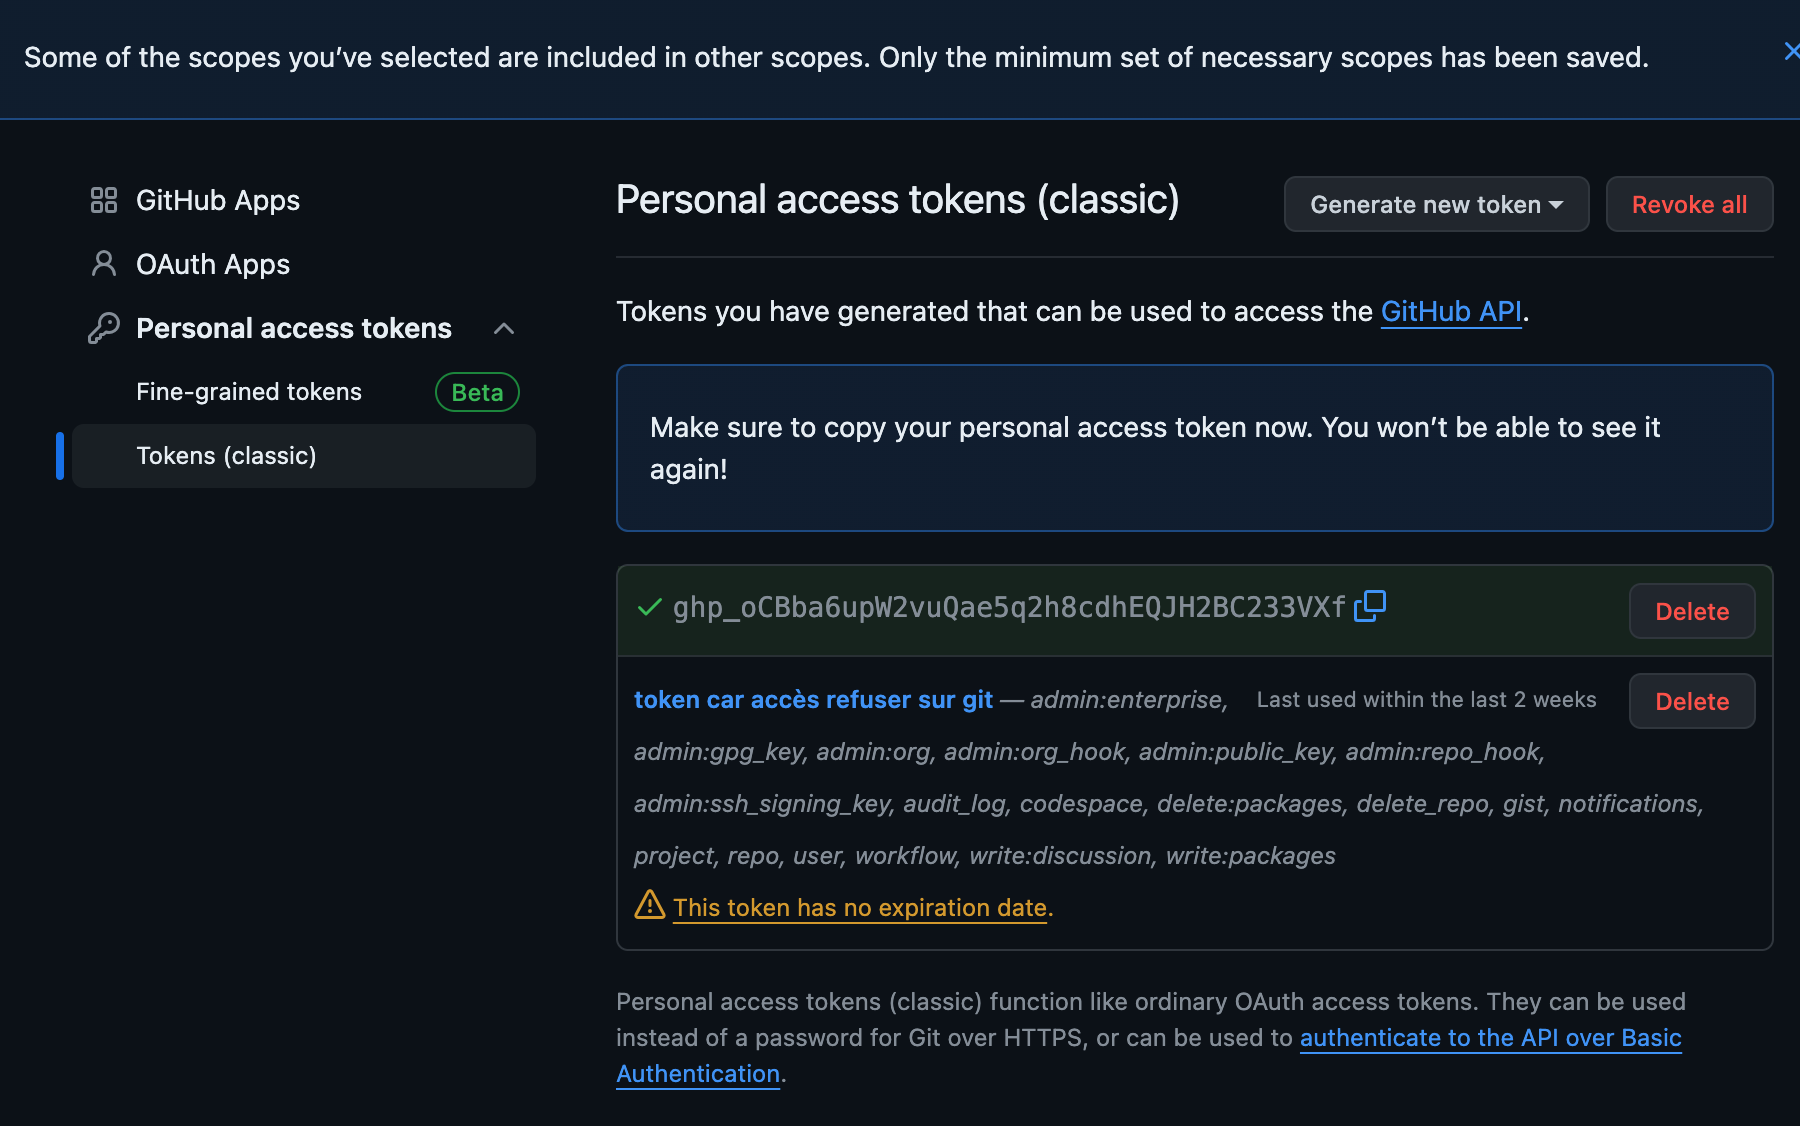 Some of the scopes you’ve selected are included in other scopes. Only the minimum set of necessary scopes has been saved.
GitHub Apps
OAuth Apps
Personal access tokens
Fine-grained tokens Beta
Tokens (classic)
Personal access tokens (classic)
Generate new token
Revoke all
Tokens you have generated that can be used to access the GitHub API.
Make sure to copy your personal access token now. You won’t be able to see it
again!
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
Delete
token car accès refuser sur git — admin:enterprise, Last used within the last 2 weeks
Delete
admin:gpg_key, admin:org, admin:org_hook, admin:public_key, admin:repo_hook,
admin:ssh_signing_key, audit_log, codespace, delete:packages, delete_repo, gist, notifications,
project, repo, user, workflow, write:discussion, write:packages
This token has no expiration date.
Personal access tokens (classic) function like ordinary OAuth access tokens. They can be used
instead of a password for Git over HTTPS, or can be used to authenticate to the API over Basic
Authentication.